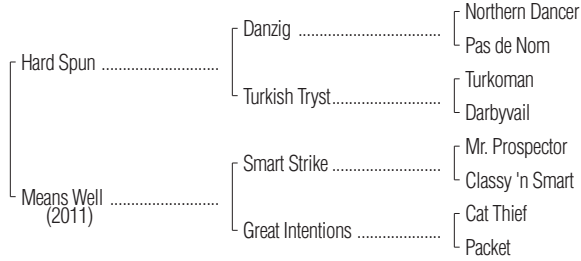 Northern Dancer
Danzig ..............................
Pas de Nom
Hard Spun .........................
Turkoman
Turkish Tryst.......................
Darbyvail
Mr. Prospector
Smart Strike .......................
Classy 'n Smart
Means Well .......................
(2011)
Cat Thief
Great Intentions .................
Packet